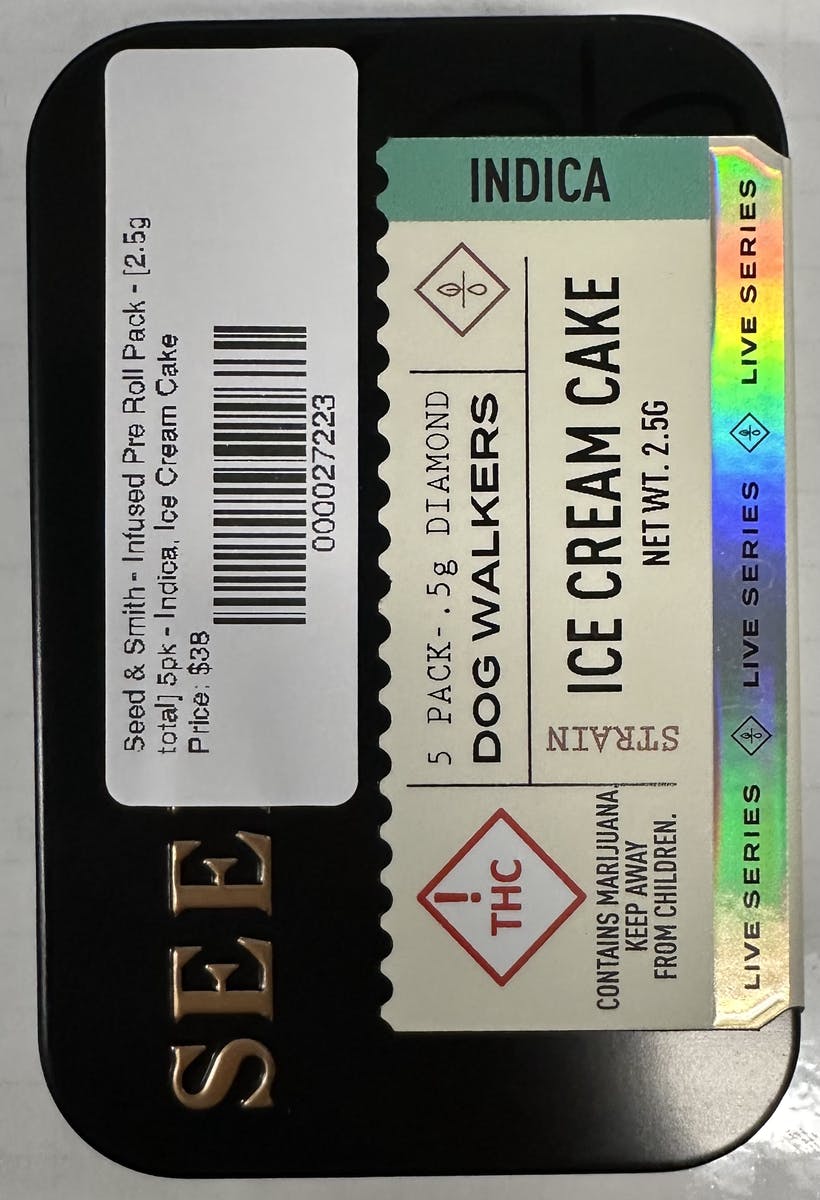 Seed & Smith - Infused Pre Roll Pack - [2.5g
total] 5pk - Indica, Ice Cream Cake
Price: $38
000027223
SEE
INDICA
5 PACK-.5g DIAMOND
DOG WALKERS
STRAIN
ICE CREAM CAKE
NET WT. 2.5G
! THC
CONTAINS MARIJUANA.
KEEP AWAY
FROM CHILDREN.
LIVE SERIES LIVE SERIES LIVE SERIES